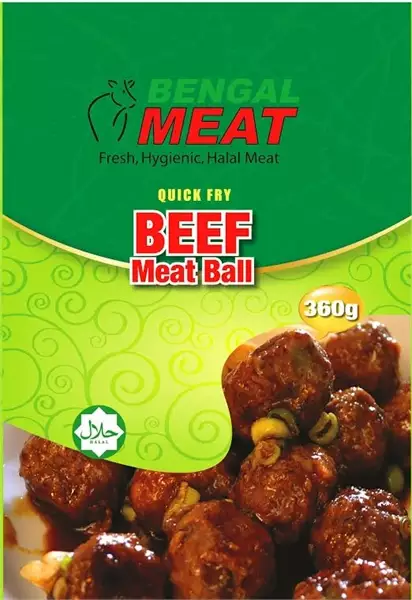 BENGAL
MEAT
Fresh, Hygienic, Halal Meat
QUICK FRY
BEEF
Meat Ball
360g
حلال
HALAL